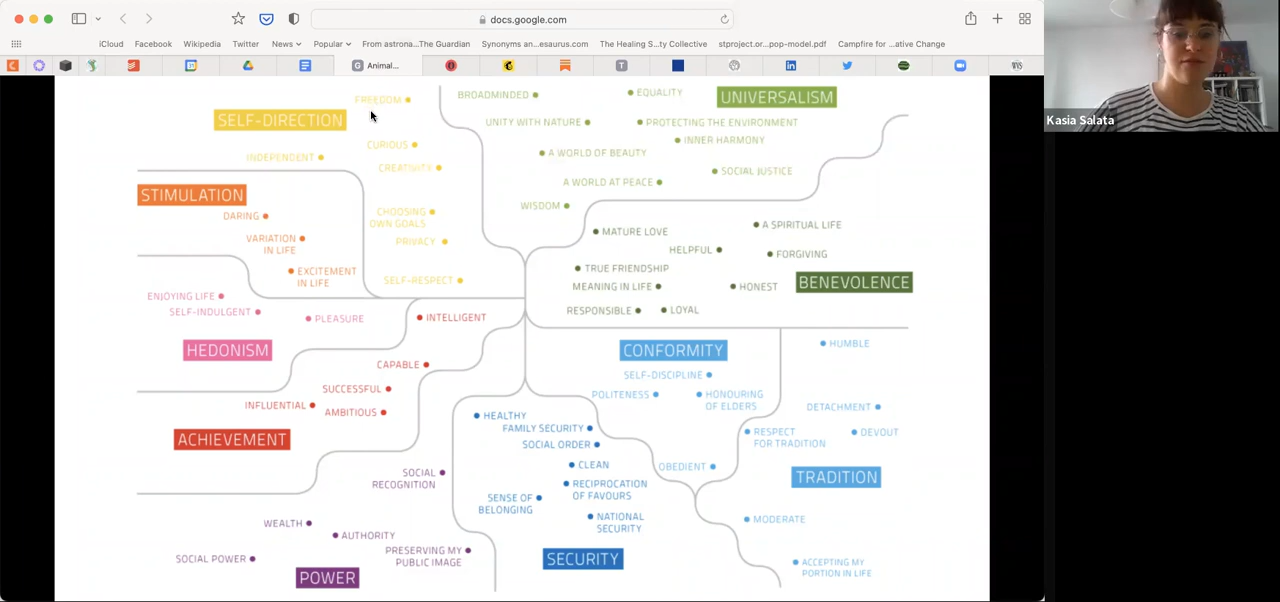 docs.google.com
iCloud
Facebook
Wikipedia
Twitter
News
Popular
From astrona...The Guardian
Synonyms an...esaurus.com
The Healing S...ty Collective
stproject.or...pop-model.pdf
Campfire for ...ative Change
Animal...
Kasia Salata
SELF-DIRECTION
FREEDOM
CURIOUS
INDEPENDENT
CREATIVITY
CHOOSING
OWN GOALS
PRIVACY
SELF-RESPECT
UNIVERSALISM
BROADMINDED
EQUALITY
UNITY WITH NATURE
PROTECTING THE ENVIRONMENT
INNER HARMONY
A WORLD OF BEAUTY
SOCIAL JUSTICE
A WORLD AT PEACE
WISDOM
STIMULATION
DARING
VARIATION
IN LIFE
EXCITEMENT
IN LIFE
MATURE LOVE
A SPIRITUAL LIFE
HELPFUL
FORGIVING
TRUE FRIENDSHIP
MEANING IN LIFE
HONEST
BENEVOLENCE
RESPONSIBLE
LOYAL
ENJOYING LIFE
SELF-INDULGENT
PLEASURE
HEDONISM
INTELLIGENT
CAPABLE
SUCCESSFUL
INFLUENTIAL
AMBITIOUS
ACHIEVEMENT
CONFORMITY
SELF-DISCIPLINE
POLITENESS
HONOURING
OF ELDERS
OBEDIENT
HUMBLE
DETACHMENT
RESPECT
FOR TRADITION
DEVOUT
TRADITION
MODERATE
ACCEPTING MY
PORTION IN LIFE
HEALTHY
FAMILY SECURITY
SOCIAL ORDER
CLEAN
RECIPROCATION
OF FAVOURS
SENSE OF
BELONGING
NATIONAL
SECURITY
SECURITY
SOCIAL
RECOGNITION
WEALTH
AUTHORITY
SOCIAL POWER
PRESERVING MY
PUBLIC IMAGE
POWER